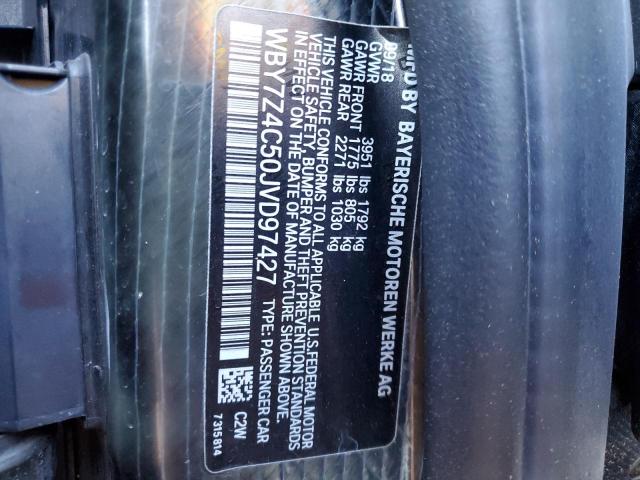 MFD BY BAYERISCHE MOTOREN WERKE AG
09/18
GVWR 3951 lbs 1792 kg
GAWR FRONT 1775 lbs 805 kg
GAWR REAR 2271 lbs 1030 kg
THIS VEHICLE CONFORMS TO ALL APPLICABLE U.S.FEDERAL MOTOR
VEHICLE SAFETY, BUMPER AND THEFT PREVENTION STANDARDS
IN EFFECT ON THE DATE OF MANUFACTURE SHOWN ABOVE.
WBY7Z4C50JVD97427 TYPE: PASSENGER CAR
C2W
7315814